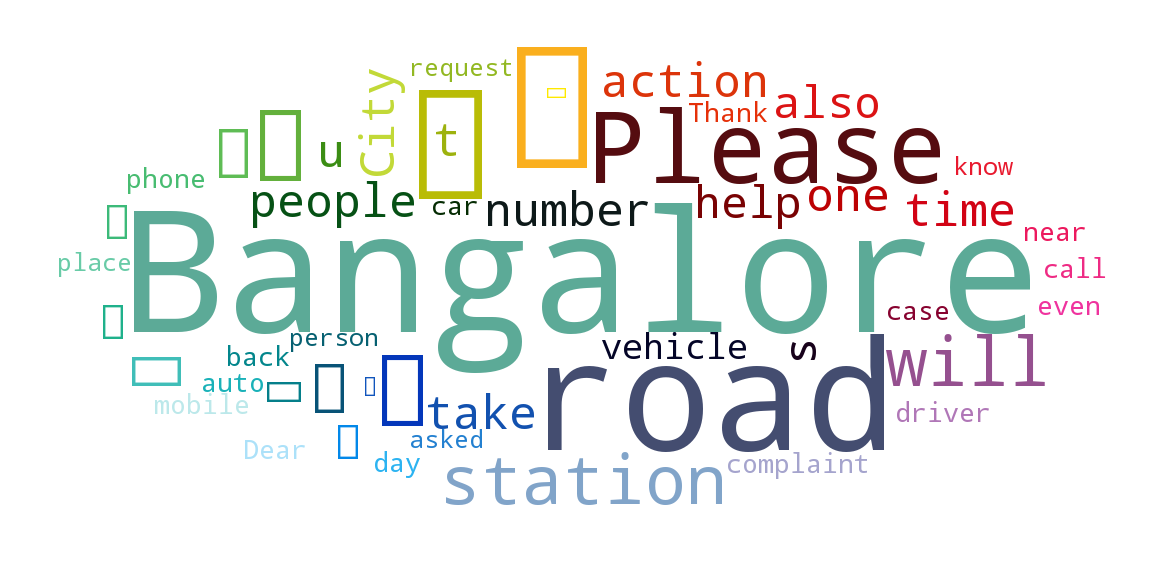 request
action
City
Thank
also
t
Please
u
know
phone
people
car
number
help
one
time
near
Bangalore
place
call
case
even
person
vehicle
s
back
road
will
auto
mobile
take
driver
asked
Dear
day
station
complaint